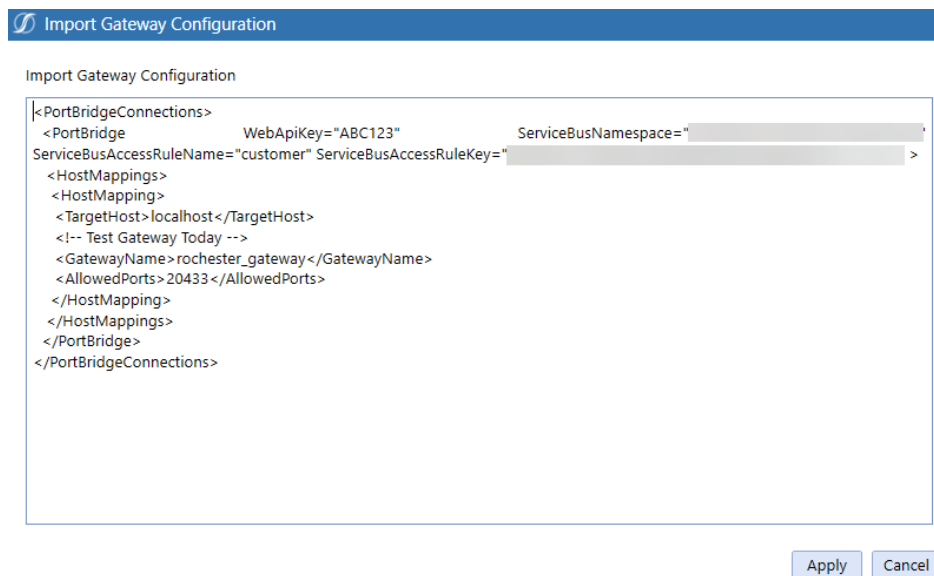 Import Gateway Configuration
Import Gateway Configuration
<PortBridgeConnections>
<PortBridge WebApiKey="ABC123" ServiceBusNamespace=" "
ServiceBusAccessRuleName="customer" ServiceBusAccessRuleKey=" >
<HostMappings>
<HostMapping>
<TargetHost>localhost</TargetHost>
<!-- Test Gateway Today -->
<GatewayName>rochester_gateway</GatewayName>
<AllowedPorts>20433</AllowedPorts>
</HostMapping>
</HostMappings>
</PortBridge>
</PortBridgeConnections>
Apply Cancel